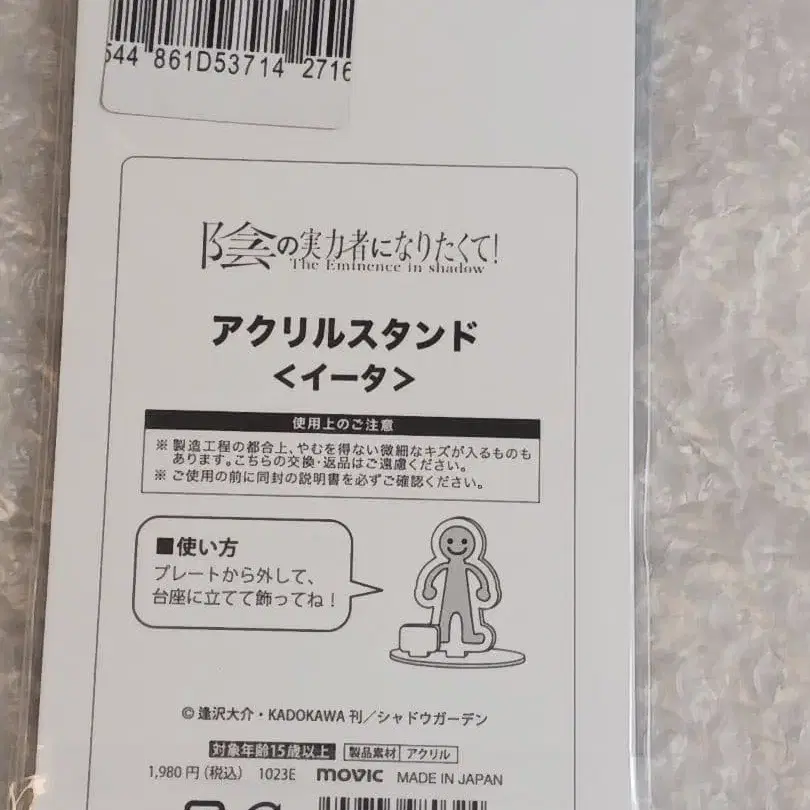 544 861D53714 2716
陰の実力者になりたくて!
The Eminence in shadow
アクリルスタンド
<イータ>
使用上のご注意
※ 製造工程の都合上、やむを得ない微細なキズが入るものも
あります。こちらの交換・返品はご遠慮ください。
※ ご使用の前に同封の説明書を必ずご確認ください。
■使い方
プレートから外して、
台座に立てて飾ってね!
© 逢沢大介・KADOKAWA 刊/シャドウガーデン
対象年齢15歳以上 製品素材 アクリル
1,980円(税込) 1023E movic MADE IN JAPAN